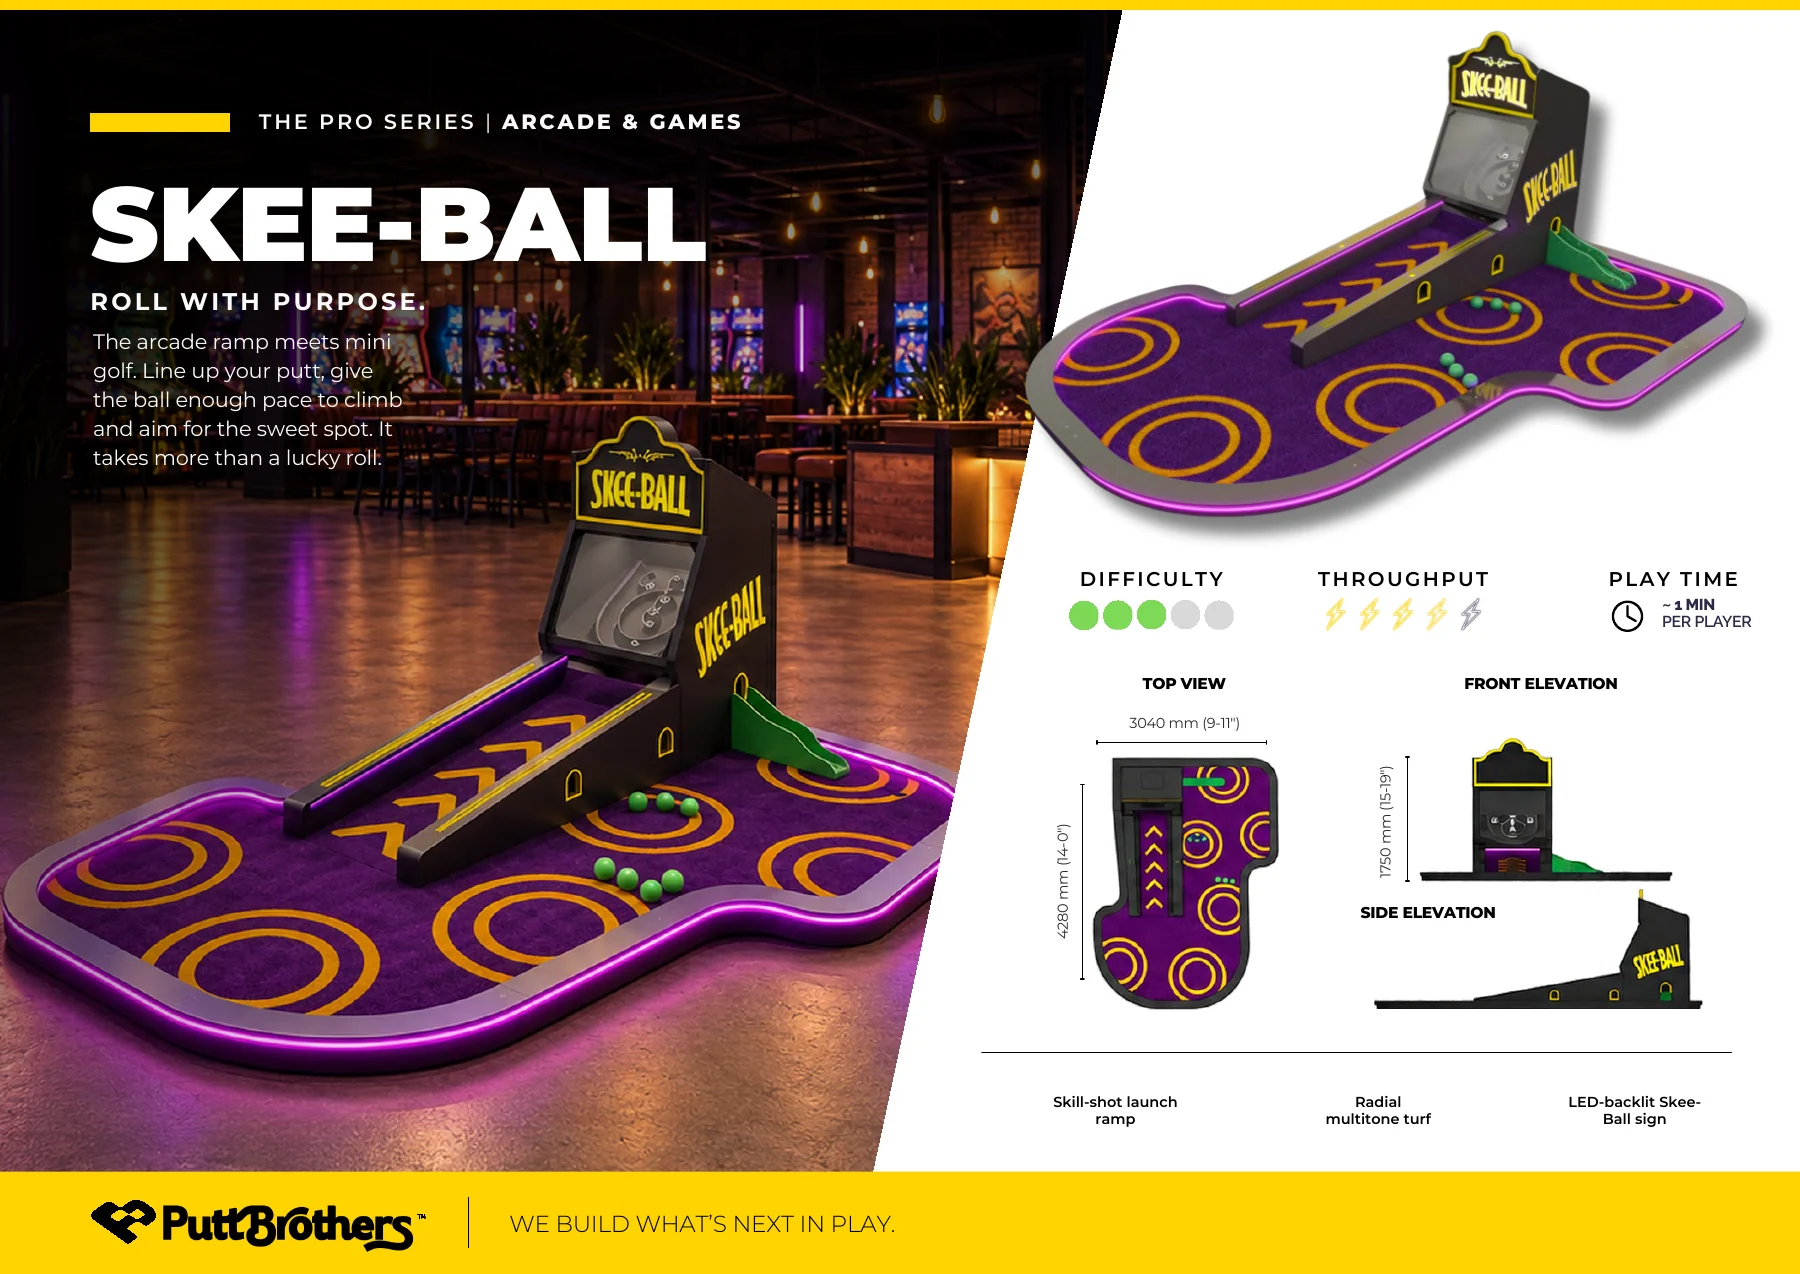 THE PRO SERIES | ARCADE & GAMES
SKEE-BALL
ROLL WITH PURPOSE.
The arcade ramp meets mini
golf. Line up your putt, give
the ball enough pace to climb
and aim for the sweet spot. It
takes more than a lucky roll.
SKEE-BALL
SKEE-BALL
SKEE-BALL
SKEE-BALL
DIFFICULTY
THROUGHPUT
PLAY TIME
~ 1 MIN
PER PLAYER
TOP VIEW
3040 mm (9-11")
4280 mm (14-0")
FRONT ELEVATION
1750 mm (15-19")
SIDE ELEVATION
SKEE-BALL
Skill-shot launch
ramp
Radial
multitone turf
LED-backlit Skee-
Ball sign
PuttBrothers™
WE BUILD WHAT'S NEXT IN PLAY.